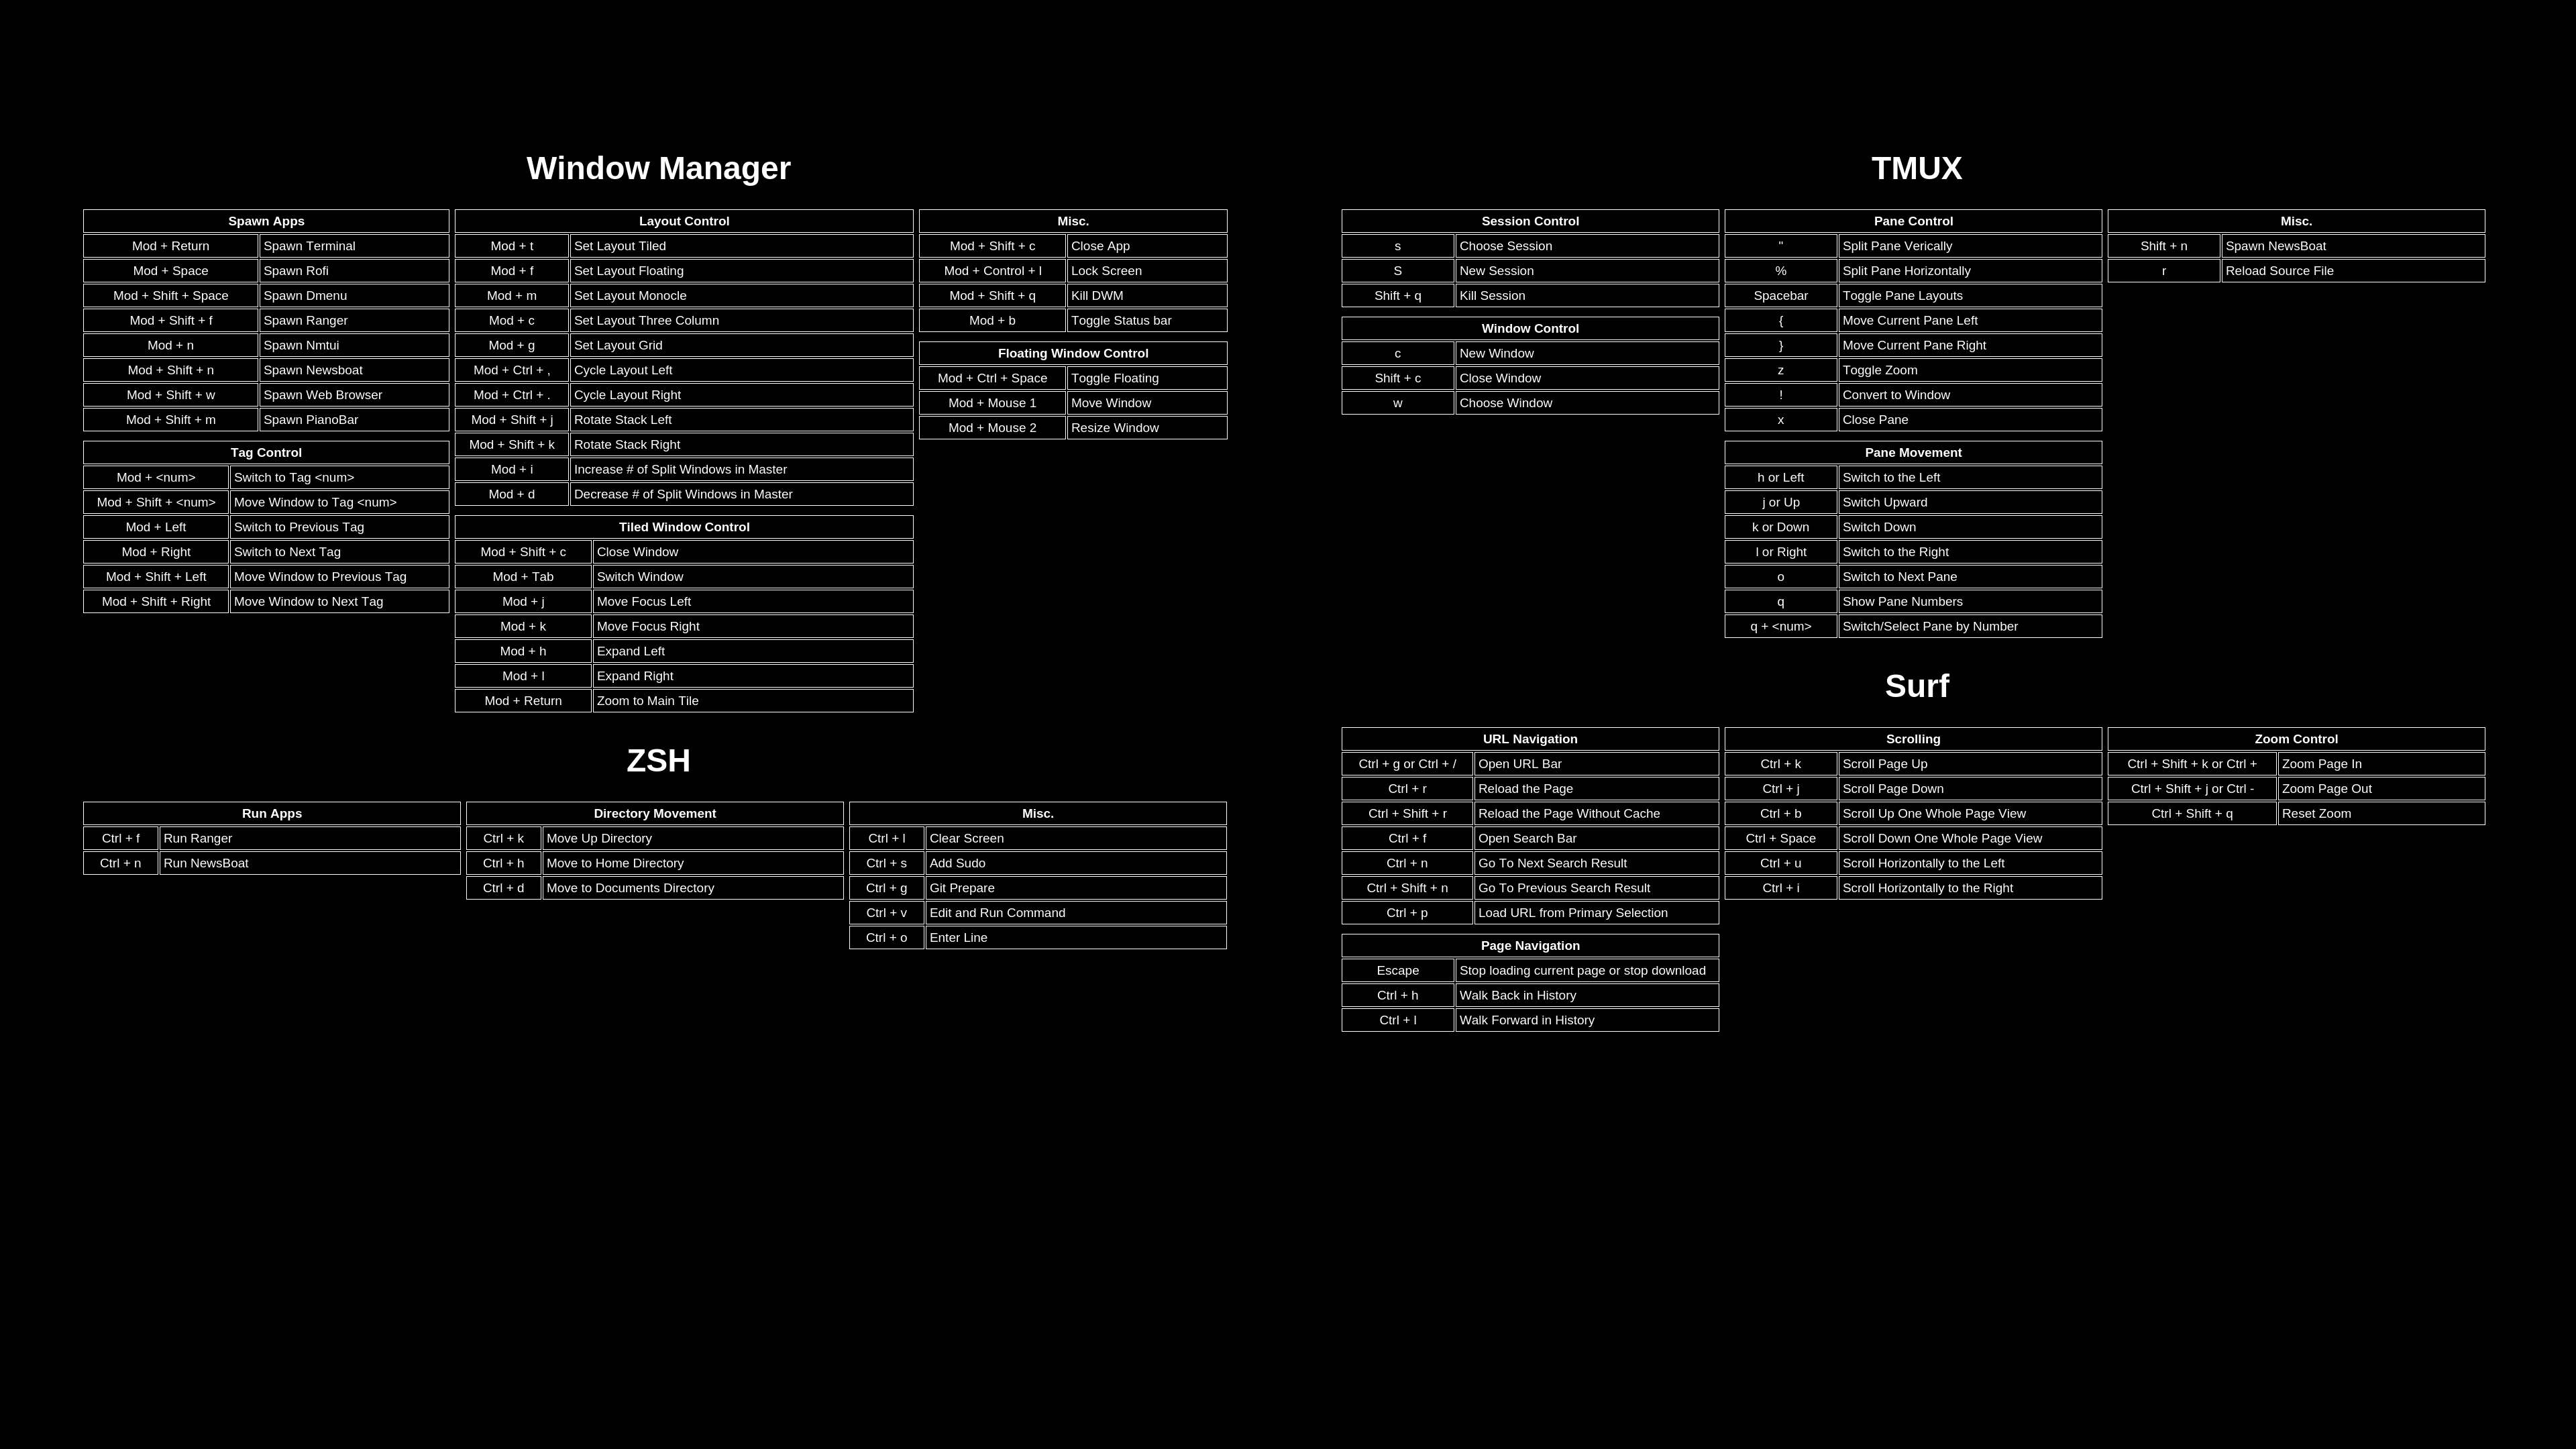 Window Manager
Spawn Apps
Mod + Return Spawn Terminal
Mod + Space Spawn Rofi
Mod + Shift + Space Spawn Dmenu
Mod + Shift + f Spawn Ranger
Mod + n Spawn Nmtui
Mod + Shift + n Spawn Newsboat
Mod + Shift + w Spawn Web Browser
Mod + Shift + m Spawn PianoBar
Tag Control
Mod + <num> Switch to Tag <num>
Mod + Shift + <num> Move Window to Tag <num>
Mod + Left Switch to Previous Tag
Mod + Right Switch to Next Tag
Mod + Shift + Left Move Window to Previous Tag
Mod + Shift + Right Move Window to Next Tag
Layout Control
Mod + t Set Layout Tiled
Mod + f Set Layout Floating
Mod + m Set Layout Monocle
Mod + c Set Layout Three Column
Mod + g Set Layout Grid
Mod + Ctrl + , Cycle Layout Left
Mod + Ctrl + . Cycle Layout Right
Mod + Shift + j Rotate Stack Left
Mod + Shift + k Rotate Stack Right
Mod + i Increase # of Split Windows in Master
Mod + d Decrease # of Split Windows in Master
Tiled Window Control
Mod + Shift + c Close Window
Mod + Tab Switch Window
Mod + j Move Focus Left
Mod + k Move Focus Right
Mod + h Expand Left
Mod + l Expand Right
Mod + Return Zoom to Main Tile
Misc.
Mod + Shift + c Close App
Mod + Control + l Lock Screen
Mod + Shift + q Kill DWM
Mod + b Toggle Status bar
Floating Window Control
Mod + Ctrl + Space Toggle Floating
Mod + Mouse 1 Move Window
Mod + Mouse 2 Resize Window
ZSH
Run Apps
Ctrl + f Run Ranger
Ctrl + n Run NewsBoat
Directory Movement
Ctrl + k Move Up Directory
Ctrl + h Move to Home Directory
Ctrl + d Move to Documents Directory
Misc.
Ctrl + l Clear Screen
Ctrl + s Add Sudo
Ctrl + g Git Prepare
Ctrl + v Edit and Run Command
Ctrl + o Enter Line
TMUX
Session Control
s Choose Session
S New Session
Shift + q Kill Session
Window Control
c New Window
Shift + c Close Window
w Choose Window
Pane Control
" Split Pane Verically
% Split Pane Horizontally
Spacebar Toggle Pane Layouts
{ Move Current Pane Left
} Move Current Pane Right
z Toggle Zoom
! Convert to Window
x Close Pane
Pane Movement
h or Left Switch to the Left
j or Up Switch Upward
k or Down Switch Down
l or Right Switch to the Right
o Switch to Next Pane
q Show Pane Numbers
q + <num> Switch/Select Pane by Number
Misc.
Shift + n Spawn NewsBoat
r Reload Source File
Surf
URL Navigation
Ctrl + g or Ctrl + / Open URL Bar
Ctrl + r Reload the Page
Ctrl + Shift + r Reload the Page Without Cache
Ctrl + f Open Search Bar
Ctrl + n Go To Next Search Result
Ctrl + Shift + n Go To Previous Search Result
Ctrl + p Load URL from Primary Selection
Page Navigation
Escape Stop loading current page or stop download
Ctrl + h Walk Back in History
Ctrl + l Walk Forward in History
Scrolling
Ctrl + k Scroll Page Up
Ctrl + j Scroll Page Down
Ctrl + b Scroll Up One Whole Page View
Ctrl + Space Scroll Down One Whole Page View
Ctrl + u Scroll Horizontally to the Left
Ctrl + i Scroll Horizontally to the Right
Zoom Control
Ctrl + Shift + k or Ctrl + Zoom Page In
Ctrl + Shift + j or Ctrl - Zoom Page Out
Ctrl + Shift + q Reset Zoom